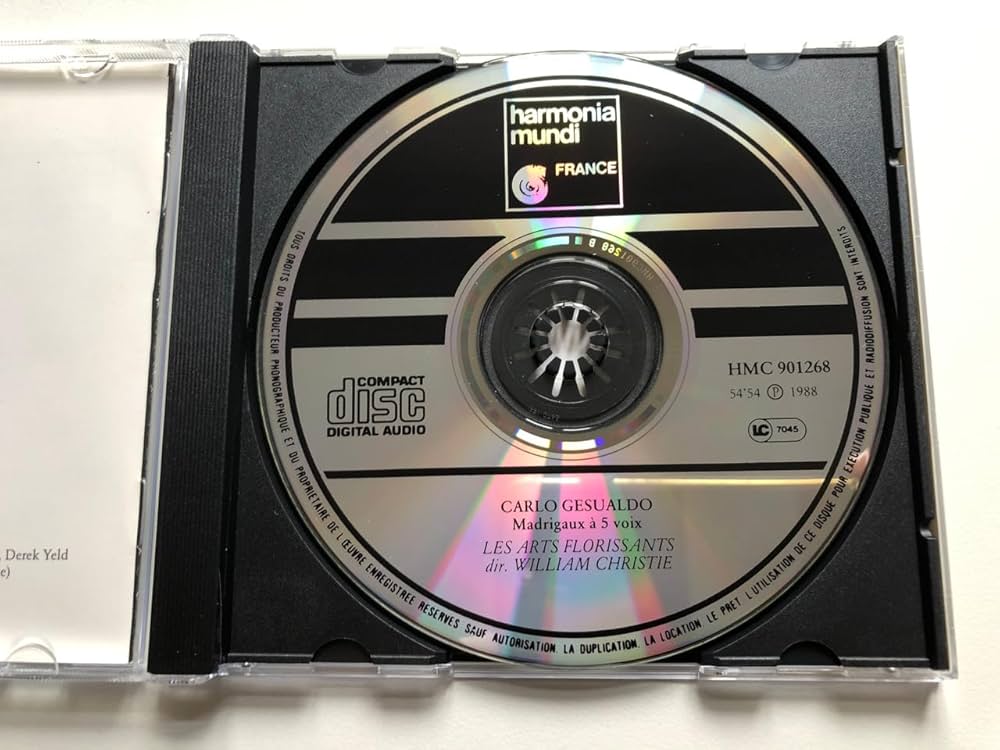 harmonia
mundi
FRANCE
HMC 901268 B
COMPACT
disc
DIGITAL AUDIO
HMC 901268
54'54 Ⓟ 1988
LC 7045
CARLO GESUALDO
Madrigaux à 5 voix
LES ARTS FLORISSANTS
dir. WILLIAM CHRISTIE
TOUS DROITS DU PRODUCTEUR PHONOGRAPHIQUE ET DU PROPRIETAIRE DE L'ŒUVRE ENREGISTREE RESERVES SAUF AUTORISATION. LA DUPLICATION. LA LOCATION LE PRET. L'UTILISATION DE CE DISQUE POUR EXECUTION PUBLIQUE ET RADIODIFFUSION SONT INTERDITS
, Derek Yeld
e)